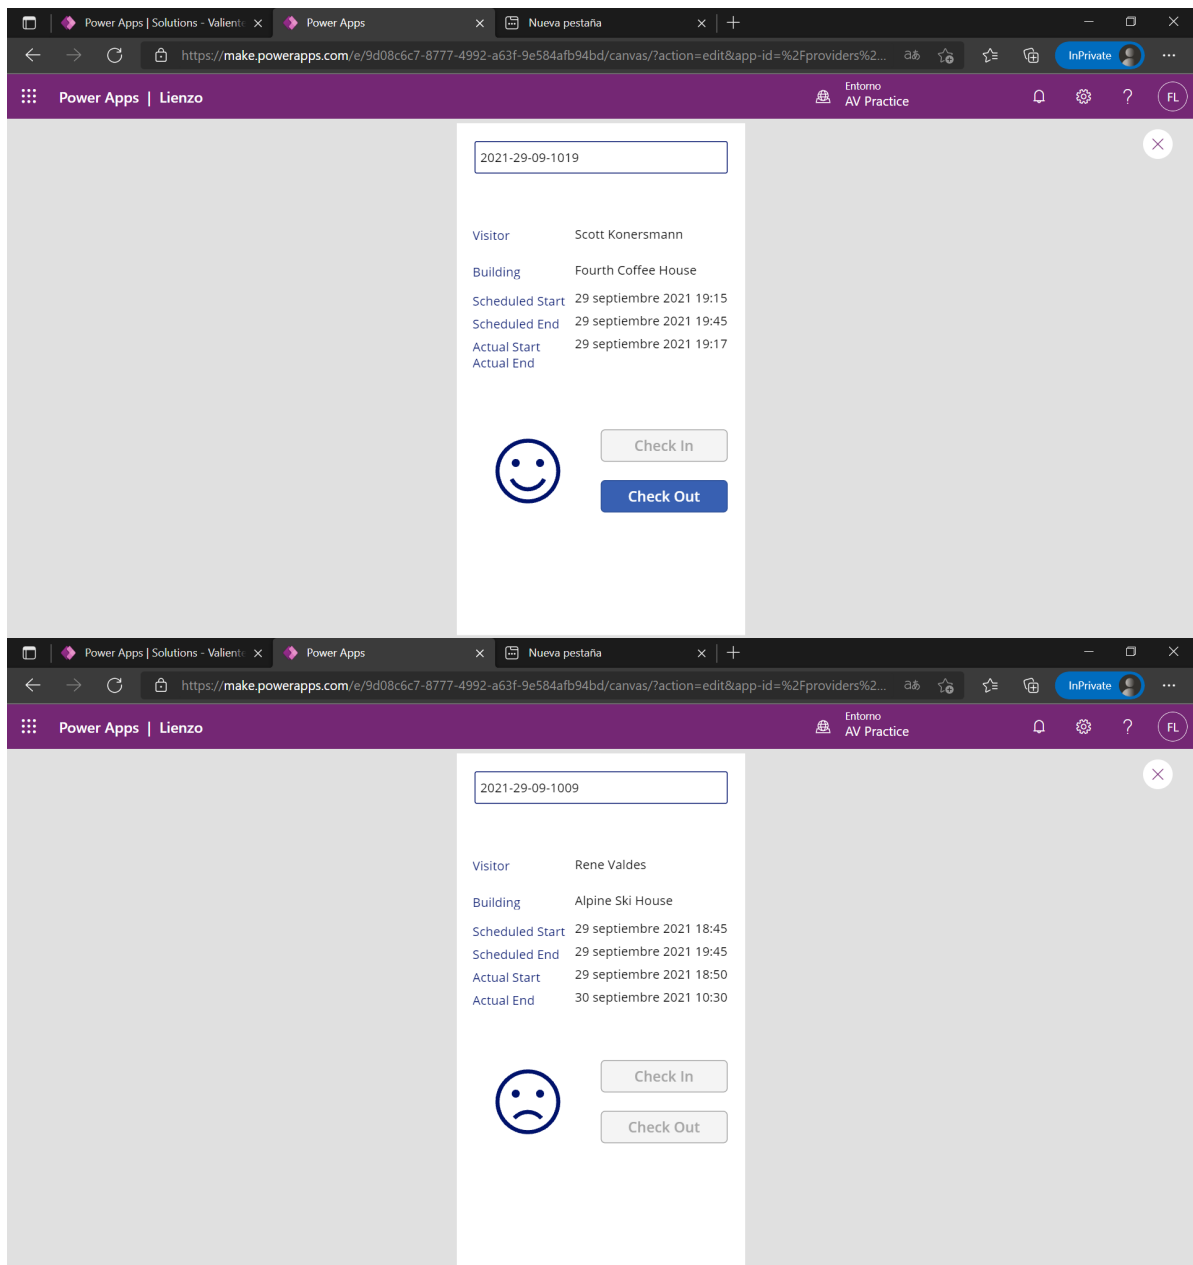 Power Apps | Solutions - Valiente
Power Apps
Nueva pestaña
https://make.powerapps.com/e/9d08c6c7-8777-4992-a63f-9e584afb94bd/canvas/?action=edit&app-id=%2Fproviders%2...
aあ
InPrivate
Power Apps | Lienzo
Entorno
AV Practice
?
FL
2021-29-09-1019
Visitor Scott Konersmann
Building Fourth Coffee House
Scheduled Start 29 septiembre 2021 19:15
Scheduled End 29 septiembre 2021 19:45
Actual Start 29 septiembre 2021 19:17
Actual End
Check In
Check Out
Power Apps | Solutions - Valiente
Power Apps
Nueva pestaña
https://make.powerapps.com/e/9d08c6c7-8777-4992-a63f-9e584afb94bd/canvas/?action=edit&app-id=%2Fproviders%2...
aあ
InPrivate
Power Apps | Lienzo
Entorno
AV Practice
?
FL
2021-29-09-1009
Visitor Rene Valdes
Building Alpine Ski House
Scheduled Start 29 septiembre 2021 18:45
Scheduled End 29 septiembre 2021 19:45
Actual Start 29 septiembre 2021 18:50
Actual End 30 septiembre 2021 10:30
Check In
Check Out